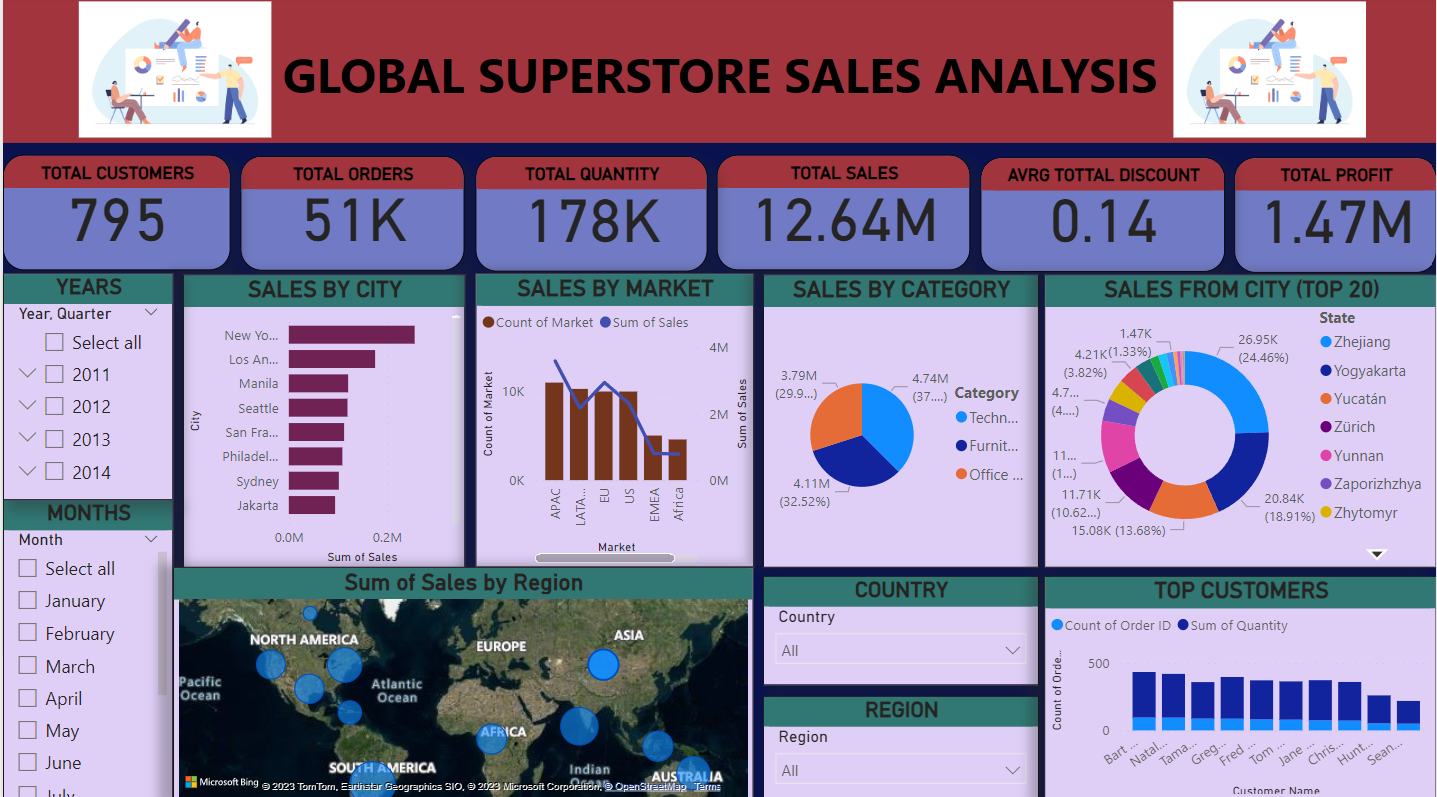 GLOBAL SUPERSTORE SALES ANALYSIS
TOTAL CUSTOMERS
795
TOTAL ORDERS
51K
TOTAL QUANTITY
178K
TOTAL SALES
12.64M
AVRG TOTTAL DISCOUNT
0.14
TOTAL PROFIT
1.47M
YEARS
Year, Quarter
Select all
2011
2012
2013
2014
MONTHS
Month
Select all
January
February
March
April
May
June
July
SALES BY CITY
City
New Yo...
Los An...
Manila
Seattle
San Fra...
Philadel...
Sydney
Jakarta
0.0M
0.2M
Sum of Sales
SALES BY MARKET
Count of Market
Sum of Sales
Count of Market
10K
0K
4M
2M
0M
Sum of Sales
APAC
LATA...
EU
US
EMEA
Africa
Market
SALES BY CATEGORY
3.79M
(29.9...)
4.74M
(37....)
4.11M
(32.52%)
Category
Techn...
Furnit...
Office ...
SALES FROM CITY (TOP 20)
1.47K
(1.33%)
4.21K
(3.82%)
4.7...
(4....)
11...
(1...)
11.71K
(10.62...)
15.08K (13.68%)
26.95K
(24.46%)
20.84K
(18.91%)
State
Zhejiang
Yogyakarta
Yucatán
Zürich
Yunnan
Zaporizhzhya
Zhytomyr
Sum of Sales by Region
NORTH AMERICA
EUROPE
ASIA
Pacific
Ocean
Atlantic
Ocean
AFRICA
SOUTH AMERICA
Indian
Ocean
AUSTRALIA
Microsoft Bing
© 2023 TomTom, Earthstar Geographics SIO, © 2023 Microsoft Corporation, © OpenStreetMap Terms
COUNTRY
Country
All
REGION
Region
All
TOP CUSTOMERS
Count of Order ID
Sum of Quantity
Count of Orde...
500
0
Bart ...
Natal...
Tama...
Greg...
Fred ...
Tom ...
Jane ...
Chris...
Hunt...
Sean...
Customer Name